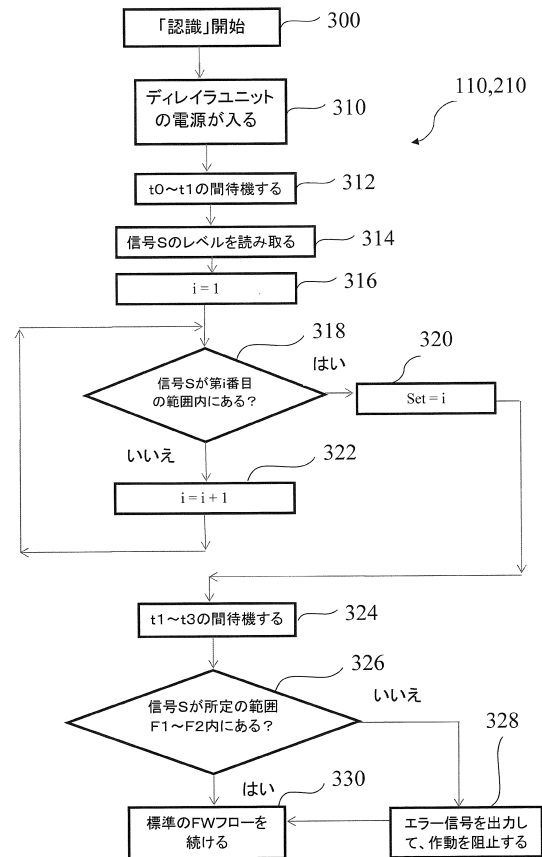 「認識」開始
300
ディレイラユニット
の電源が入る
310
110,210
t0～t1の間待機する
312
信号Sのレベルを読み取る
314
i = 1
316
信号Sが第i番目
の範囲内にある？
318
はい
320
Set = i
いいえ
322
i = i + 1
t1～t3の間待機する
324
信号Sが所定の範囲
F1～F2内にある？
326
いいえ
328
はい
330
標準のFWフローを
続ける
エラー信号を出力し
て、作動を阻止する